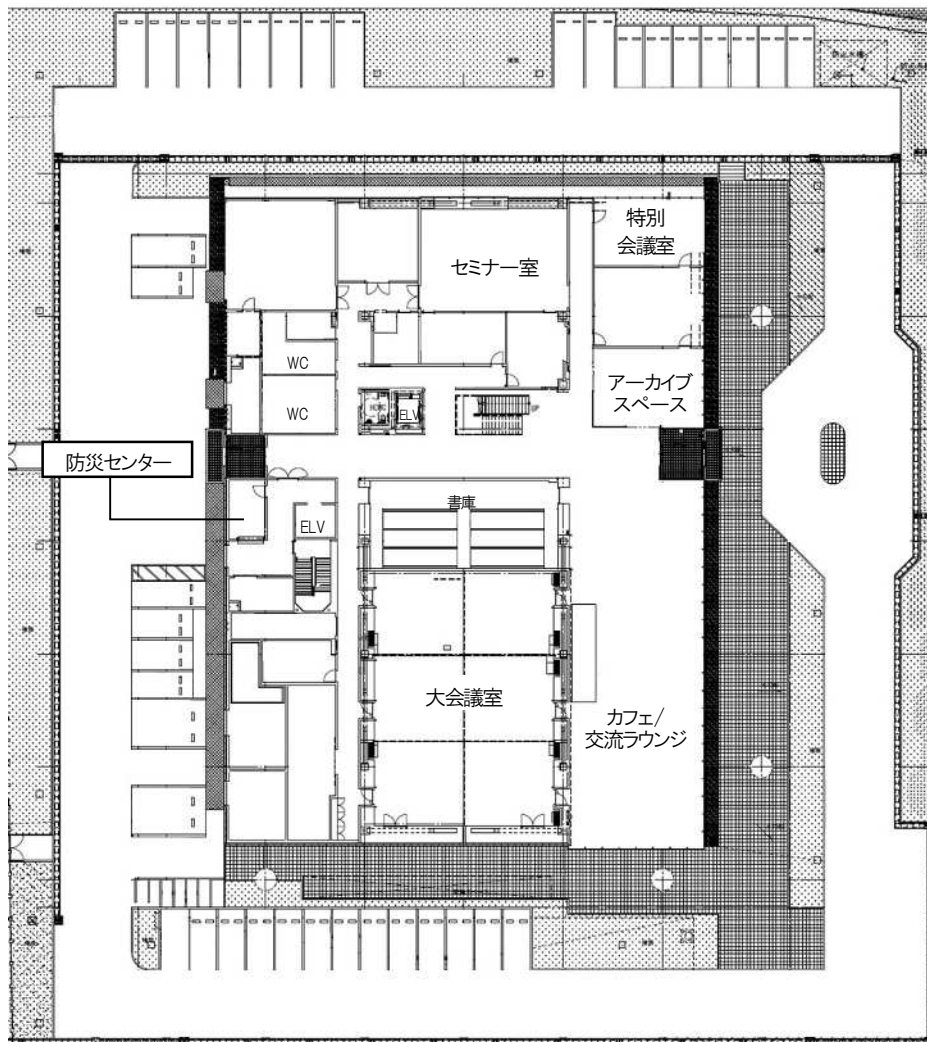 特別
会議室
セミナー室
WC
アーカイブ
スペース
WC
ELV
防災センター
書庫
ELV
大会議室
カフェ/
交流ラウンジ